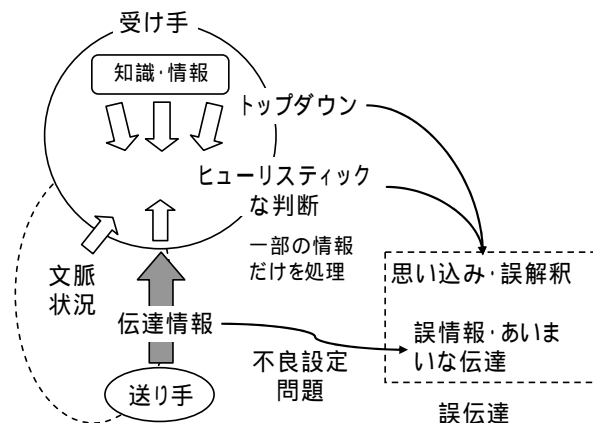 受け手
知識・情報
トップダウン
ヒューリスティック
な判断
一部の情報
だけを処理
文脈
状況
伝達情報
送り手
不良設定
問題
思い込み・誤解釈
誤情報・あいま
いな伝達
誤伝達